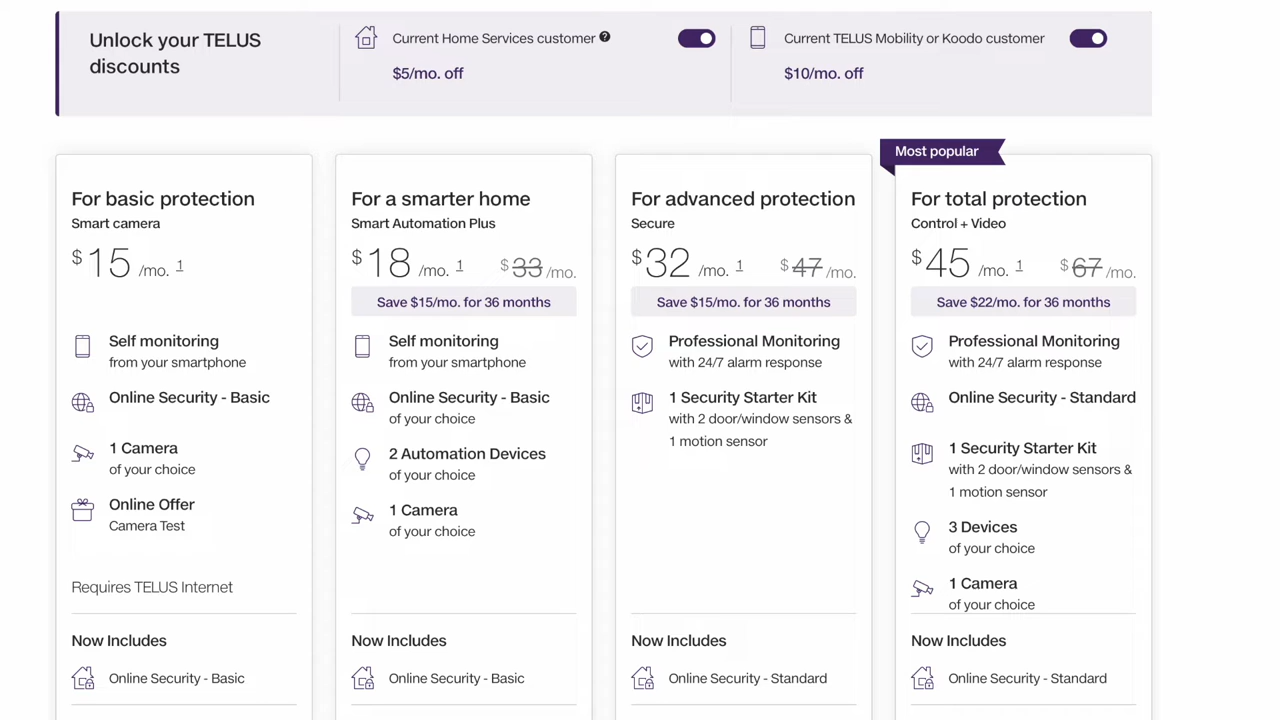 Unlock your TELUS
discounts
Current Home Services customer ?
$5/mo. off
Current TELUS Mobility or Koodo customer
$10/mo. off
For basic protection
Smart camera
$15 /mo. 1
Self monitoring
from your smartphone
Online Security - Basic
1 Camera
of your choice
Online Offer
Camera Test
Requires TELUS Internet
Now Includes
Online Security - Basic
For a smarter home
Smart Automation Plus
$18 /mo. 1 $33/mo.
Save $15/mo. for 36 months
Self monitoring
from your smartphone
Online Security - Basic
of your choice
2 Automation Devices
of your choice
1 Camera
of your choice
Now Includes
Online Security - Basic
For advanced protection
Secure
$32 /mo. 1 $47/mo.
Save $15/mo. for 36 months
Professional Monitoring
with 24/7 alarm response
1 Security Starter Kit
with 2 door/window sensors &
1 motion sensor
Now Includes
Online Security - Standard
Most popular
For total protection
Control + Video
$45 /mo. 1 $67/mo.
Save $22/mo. for 36 months
Professional Monitoring
with 24/7 alarm response
Online Security - Standard
1 Security Starter Kit
with 2 door/window sensors &
1 motion sensor
3 Devices
of your choice
1 Camera
of your choice
Now Includes
Online Security - Standard